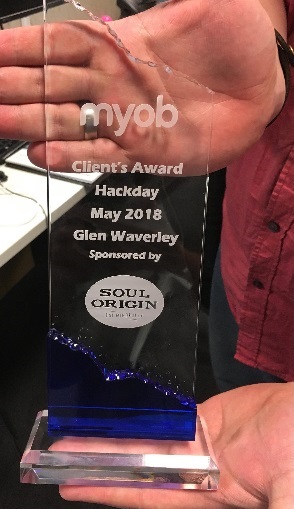 myob
Client's Award
Hackday
May 2018
Glen Waverley
Sponsored by
SOUL
ORIGIN